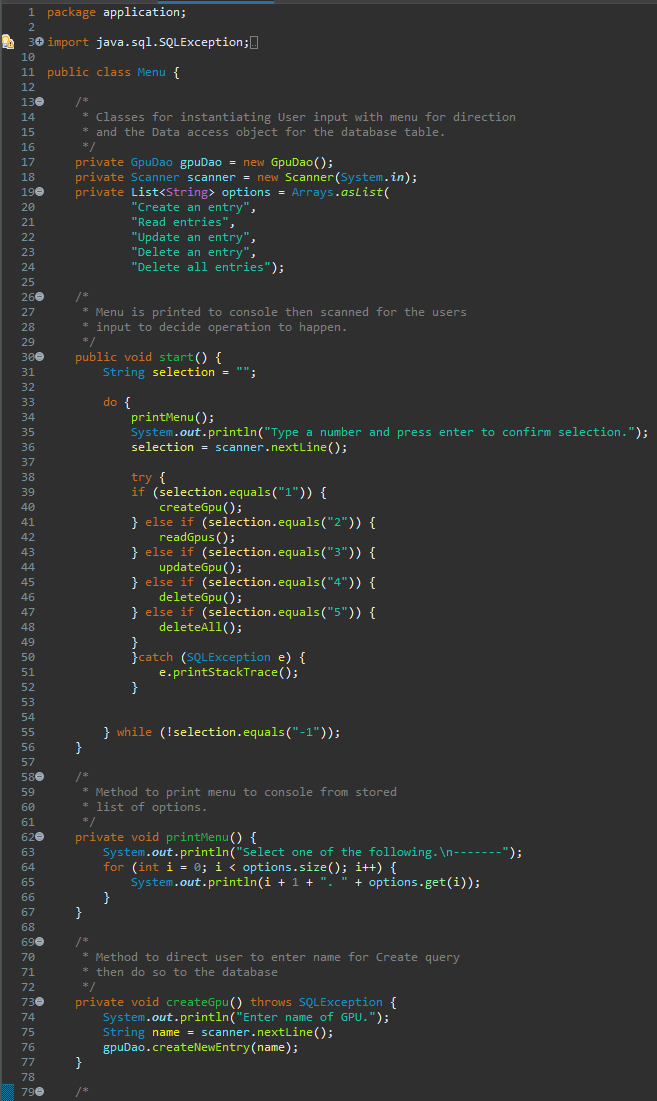 1 package application;
2
3 import java.sql.SQLException;
10
11 public class Menu {
12
13     /*
14      * Classes for instantiating User input with menu for direction
15      * and the Data access object for the database table.
16      */
17     private GpuDao gpuDao = new GpuDao();
18     private Scanner scanner = new Scanner(System.in);
19     private List<String> options = Arrays.asList(
20             "Create an entry",
21             "Read entries",
22             "Update an entry",
23             "Delete an entry",
24             "Delete all entries");
25
26     /*
27      * Menu is printed to console then scanned for the users
28      * input to decide operation to happen.
29      */
30     public void start() {
31         String selection = "";
32
33         do {
34             printMenu();
35             System.out.println("Type a number and press enter to confirm selection.");
36             selection = scanner.nextLine();
37
38             try {
39             if (selection.equals("1")) {
40                 createGpu();
41             } else if (selection.equals("2")) {
42                 readGpus();
43             } else if (selection.equals("3")) {
44                 updateGpu();
45             } else if (selection.equals("4")) {
46                 deleteGpu();
47             } else if (selection.equals("5")) {
48                 deleteAll();
49             }
50             }catch (SQLException e) {
51                 e.printStackTrace();
52             }
53
54
55         } while (!selection.equals("-1"));
56     }
57
58     /*
59      * Method to print menu to console from stored
60      * list of options.
61      */
62     private void printMenu() {
63         System.out.println("Select one of the following.\n-------");
64         for (int i = 0; i < options.size(); i++) {
65             System.out.println(i + 1 + ". " + options.get(i));
66         }
67     }
68
69     /*
70      * Method to direct user to enter name for Create query
71      * then do so to the database
72      */
73     private void createGpu() throws SQLException {
74         System.out.println("Enter name of GPU.");
75         String name = scanner.nextLine();
76         gpuDao.createNewEntry(name);
77     }
78
79     /*